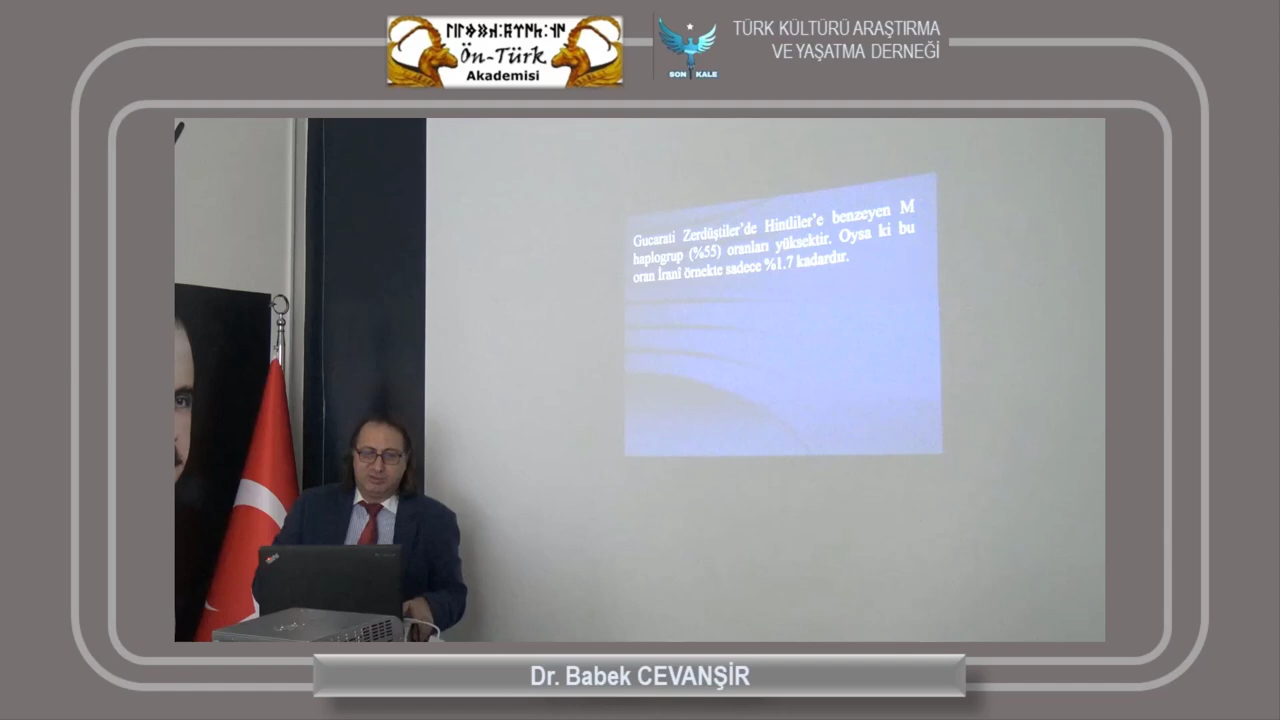 Ön-Türk
Akademisi
SON KALE
TÜRK KÜLTÜRÜ ARAŞTIRMA
VE YAŞATMA DERNEĞİ
Gucarati Zerdüştiler’de Hintliler’e benzeyen M
haplogrup (%55) oranları yüksektir. Oysa ki bu
oran İranî örnekte sadece %1,7 kadardır.
Dr. Babek CEVANŞİR